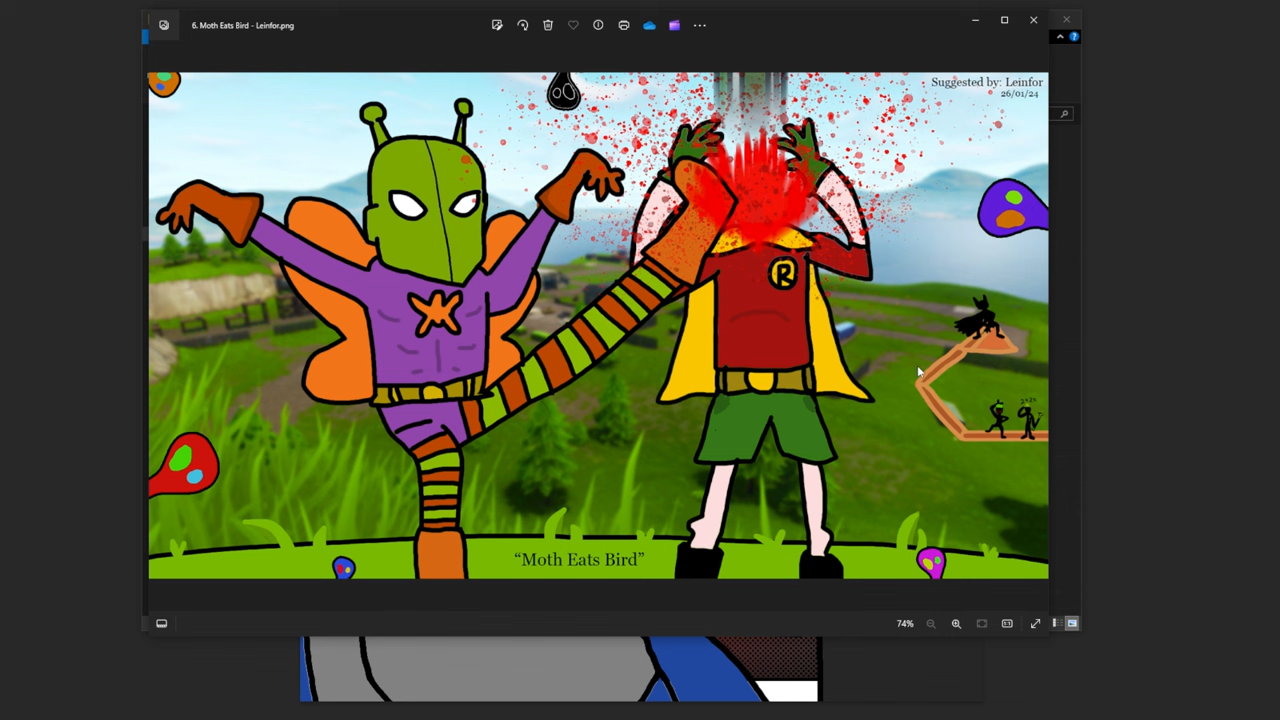 6. Moth Eats Bird - Leinfor.png
Suggested by: Leinfor
26/01/24
R
"Moth Eats Bird"
74%